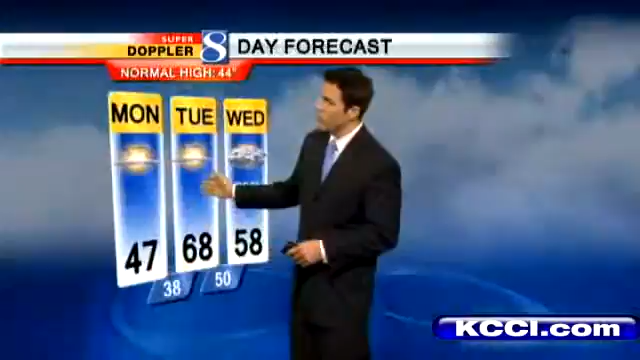 SUPER
DOPPLER 8 DAY FORECAST
NORMAL HIGH: 44°
MON TUE WED
47 68 58
38 50
KCCI.com